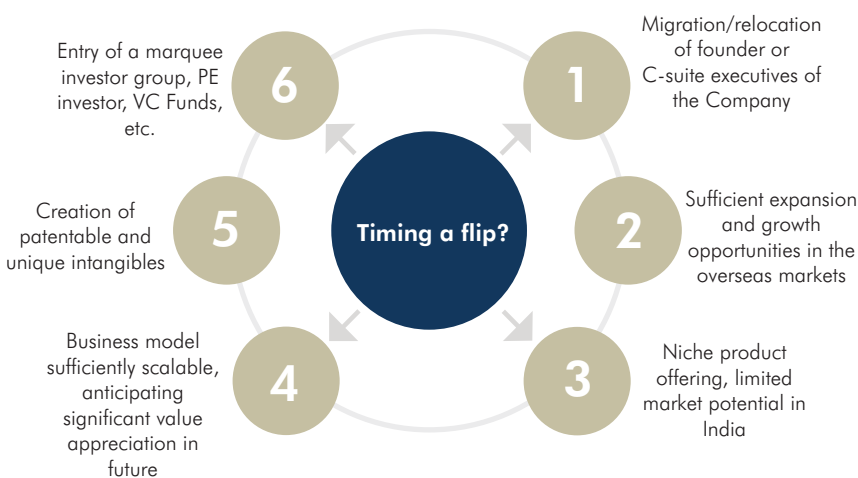 Timing a flip?
1
Migration/relocation
of founder or
C-suite executives of
the Company
2
Sufficient expansion
and growth
opportunities in the
overseas markets
3
Niche product
offering, limited
market potential in
India
4
Business model
sufficiently scalable,
anticipating
significant value
appreciation in
future
5
Creation of
patentable and
unique intangibles
6
Entry of a marquee
investor group, PE
investor, VC Funds,
etc.